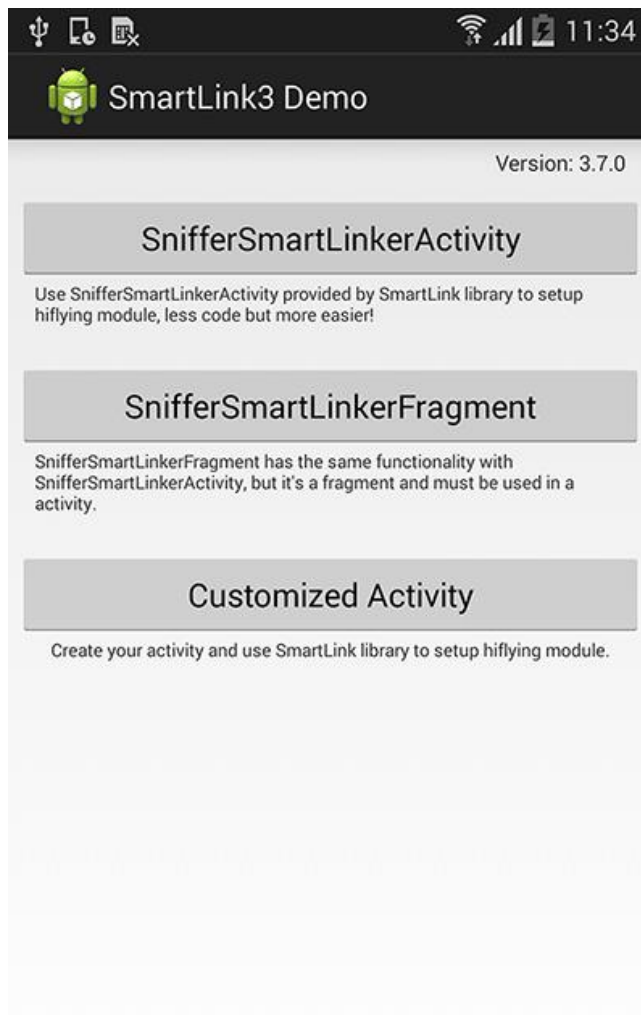 11:34
SmartLink3 Demo
Version: 3.7.0
SnifferSmartLinkerActivity
Use SnifferSmartLinkerActivity provided by SmartLink library to setup
hiflying module, less code but more easier!
SnifferSmartLinkerFragment
SnifferSmartLinkerFragment has the same functionality with
SnifferSmartLinkerActivity, but it's a fragment and must be used in a
activity.
Customized Activity
Create your activity and use SmartLink library to setup hiflying module.